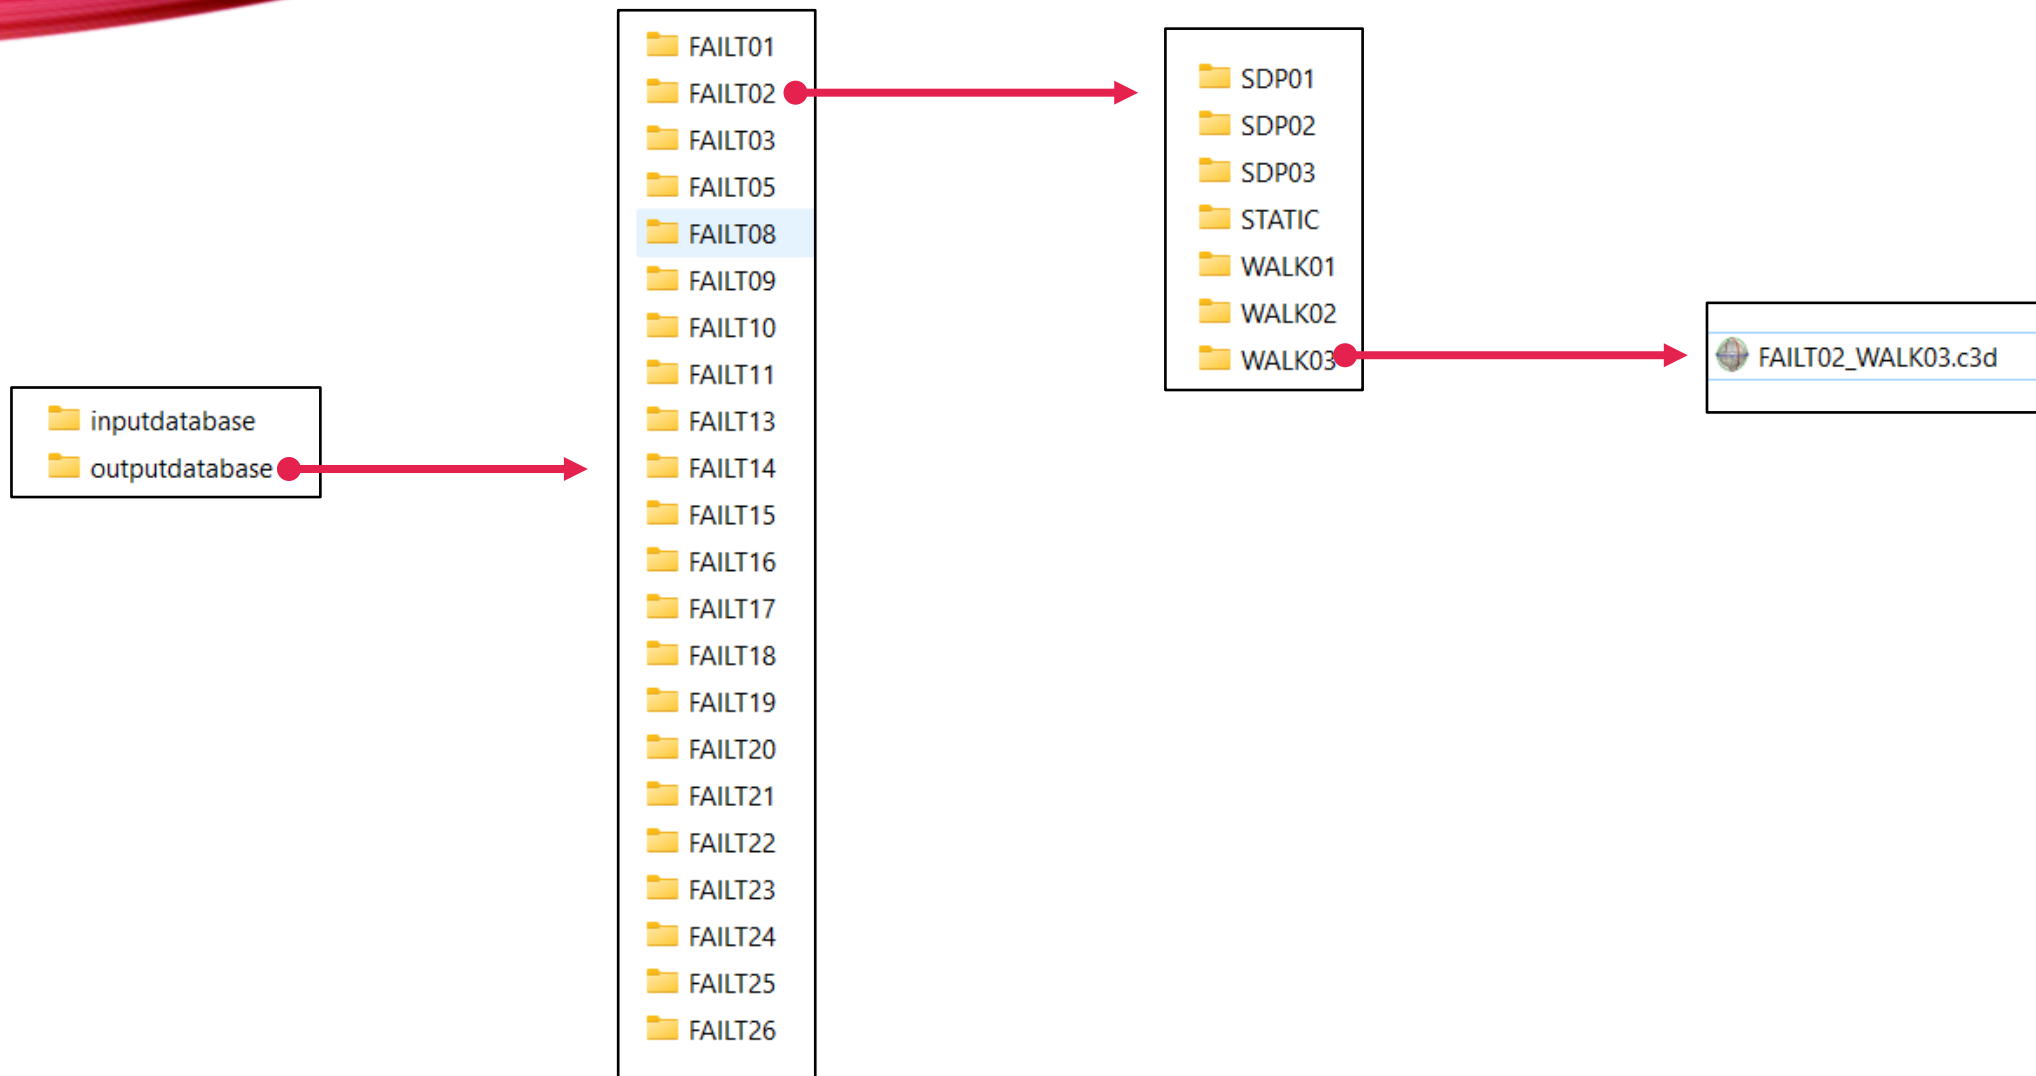 inputdatabase
outputdatabase
FAILT01
FAILT02
FAILT03
FAILT05
FAILT08
FAILT09
FAILT10
FAILT11
FAILT13
FAILT14
FAILT15
FAILT16
FAILT17
FAILT18
FAILT19
FAILT20
FAILT21
FAILT22
FAILT23
FAILT24
FAILT25
FAILT26
SDP01
SDP02
SDP03
STATIC
WALK01
WALK02
WALK03
FAILT02_WALK03.c3d